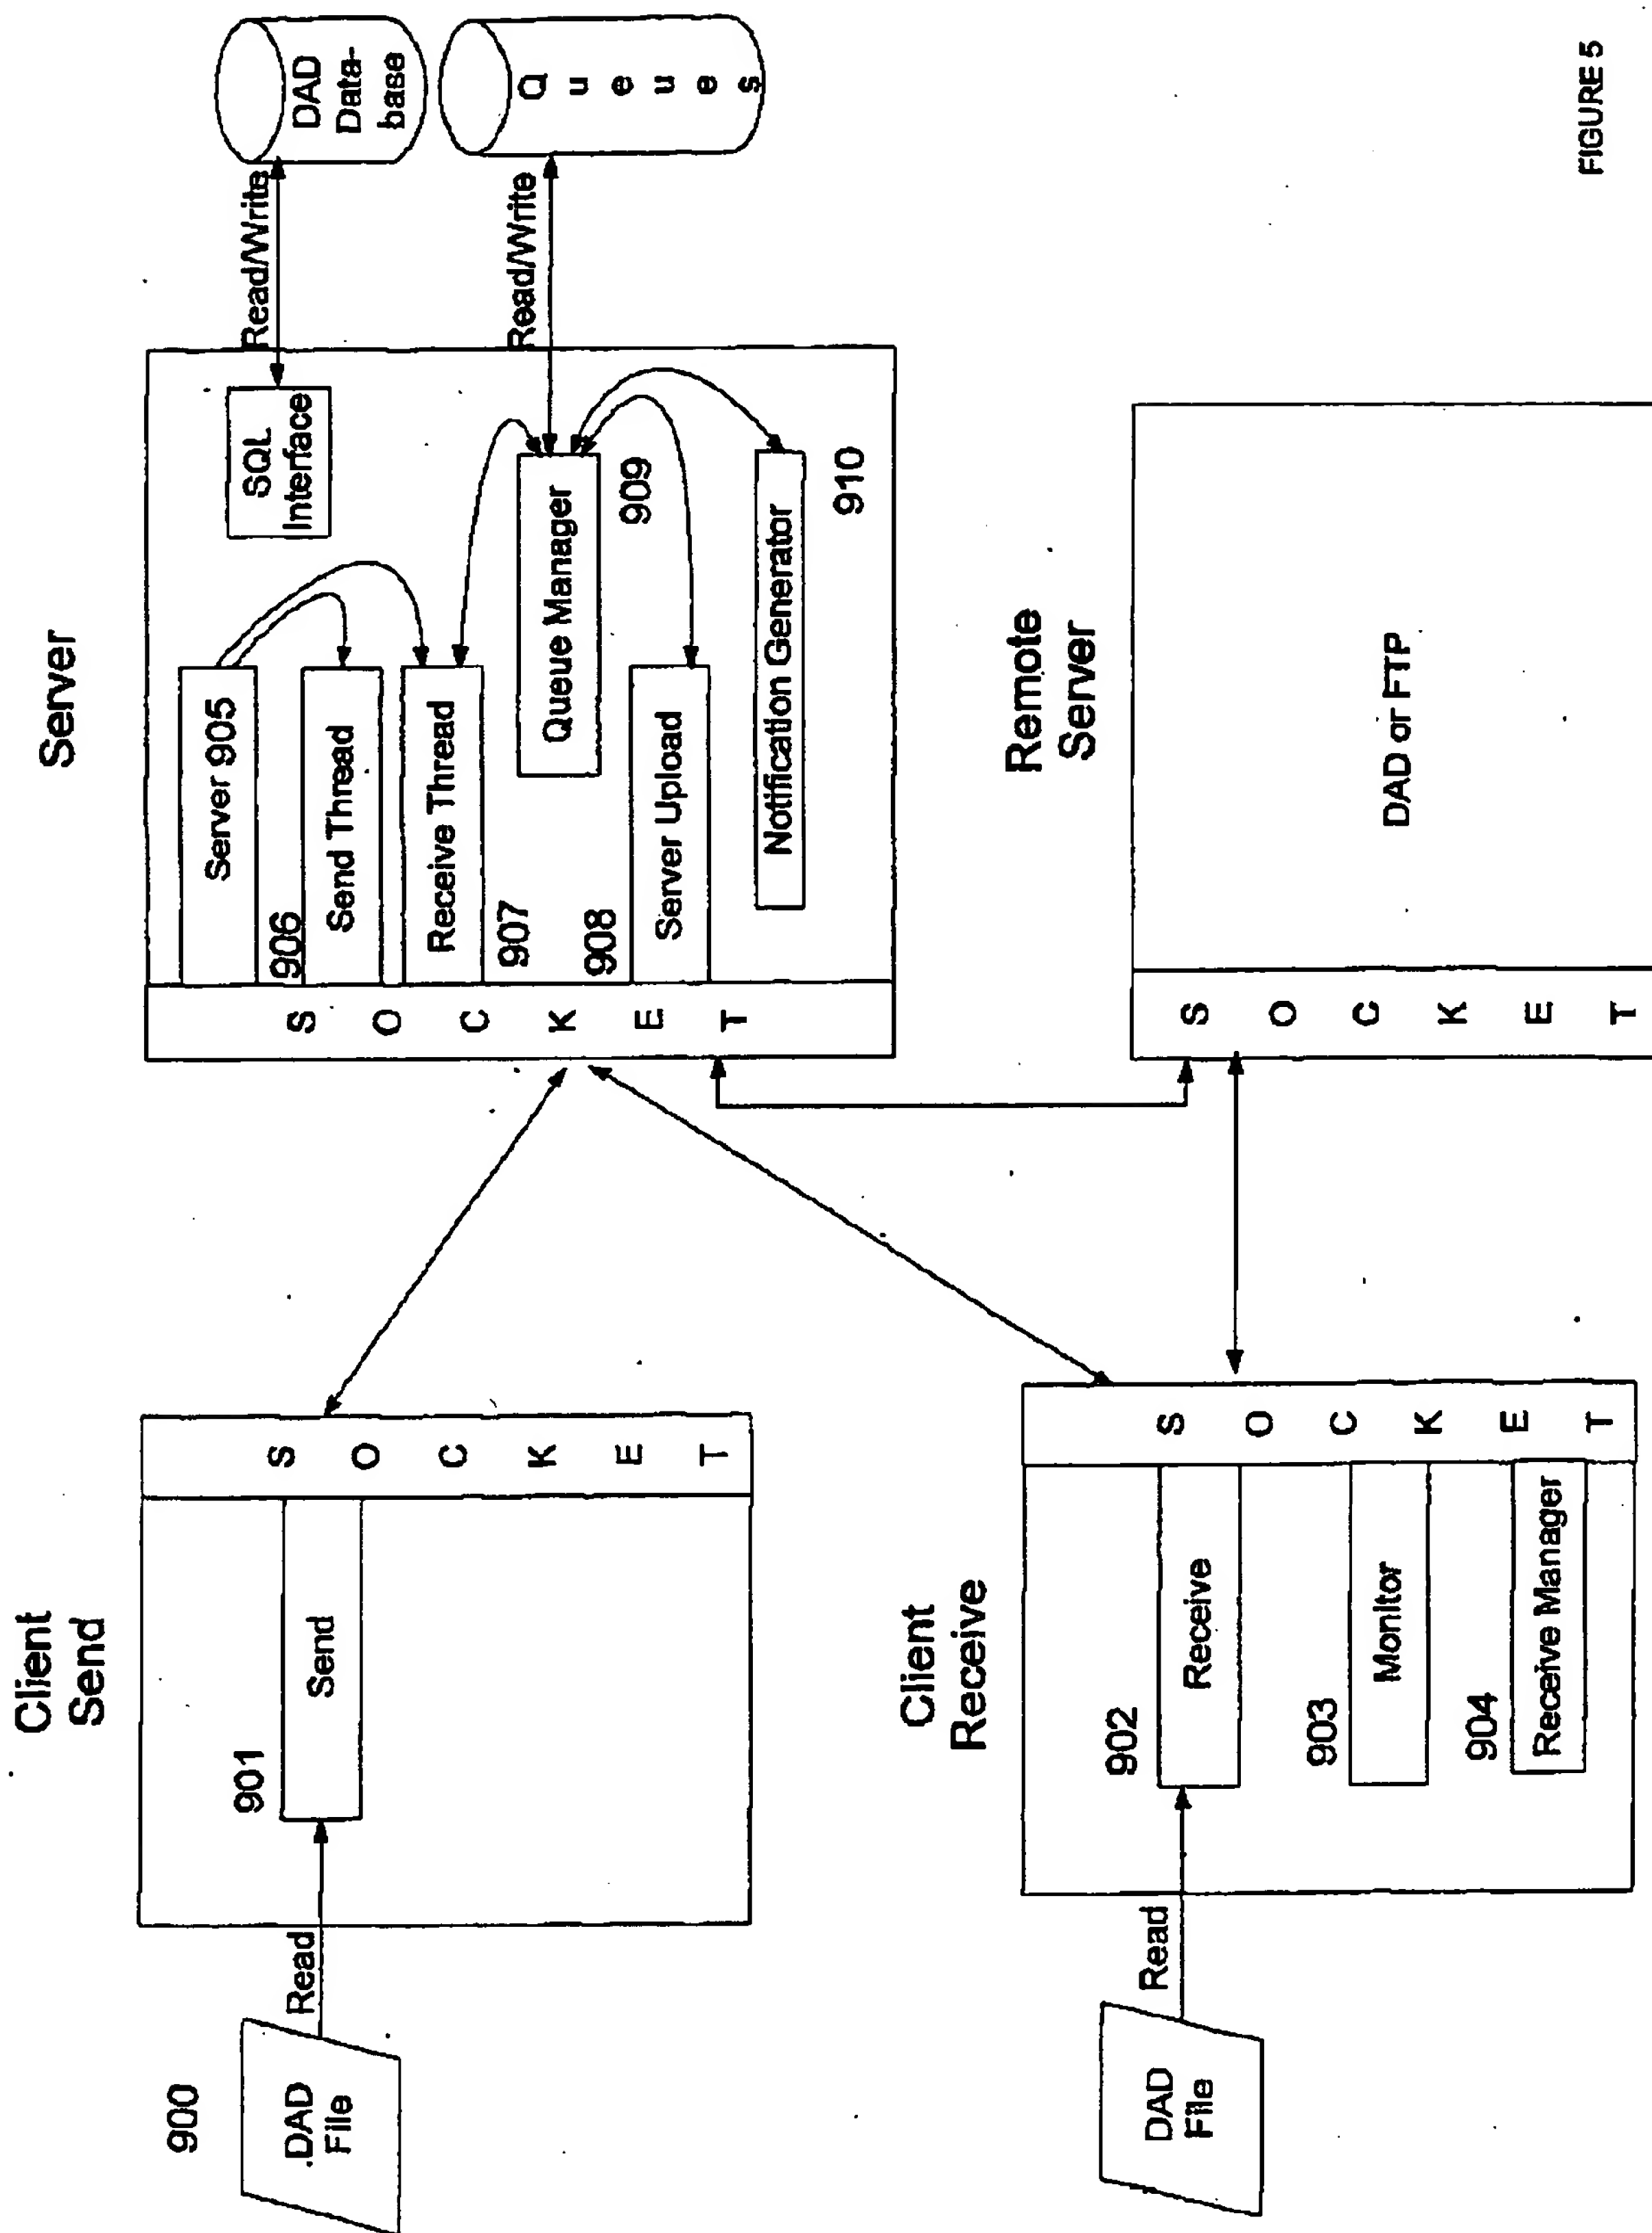 Client
Send
900
.DAD
File
Read
901
Send
S
O
C
K
E
T
Server
Server 905
906
Send Thread
Receive Thread
907
908
Server Upload
Queue Manager
909
Notification Generator
910
SQL
Interface
S
O
C
K
E
T
Read/Write
DAD
Data-
base
Read/Write
Q
u
e
u
e
s
Client
Receive
DAD
File
Read
902
Receive
903
Monitor
904
Receive Manager
S
O
C
K
E
T
Remote
Server
S
O
C
K
E
T
DAD or FTP
FIGURE 5